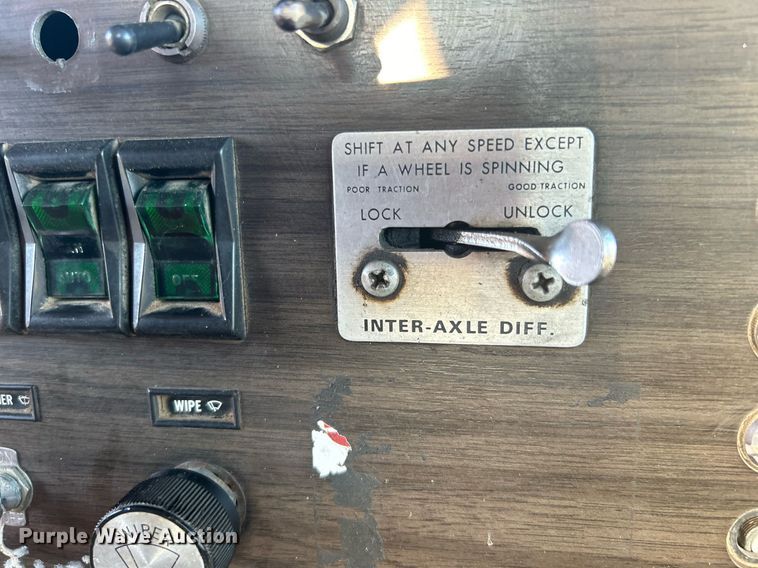 SHIFT AT ANY SPEED EXCEPT
IF A WHEEL IS SPINNING
POOR TRACTION GOOD TRACTION
LOCK UNLOCK
INTER-AXLE DIFF.
OFF
WIPE
WIPER
Purple Wave Auction